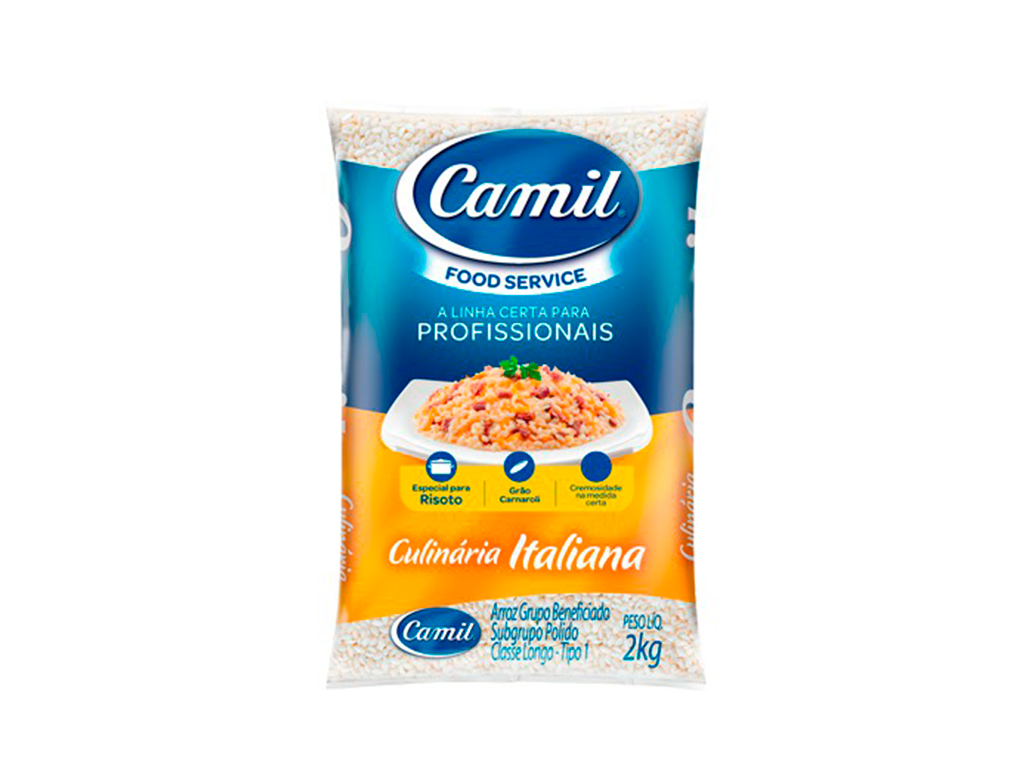 Camil
FOOD SERVICE
A LINHA CERTA PARA
PROFISSIONAIS
Especial para
Risoto
Grão
Carnaroli
Cremosidade
na medida
certa
Culinária Italiana
Culinária
Camil
Arroz Grupo Beneficiado
Subgrupo Polido
Classe Longo - Tipo 1
PESO LÍQ.
2kg